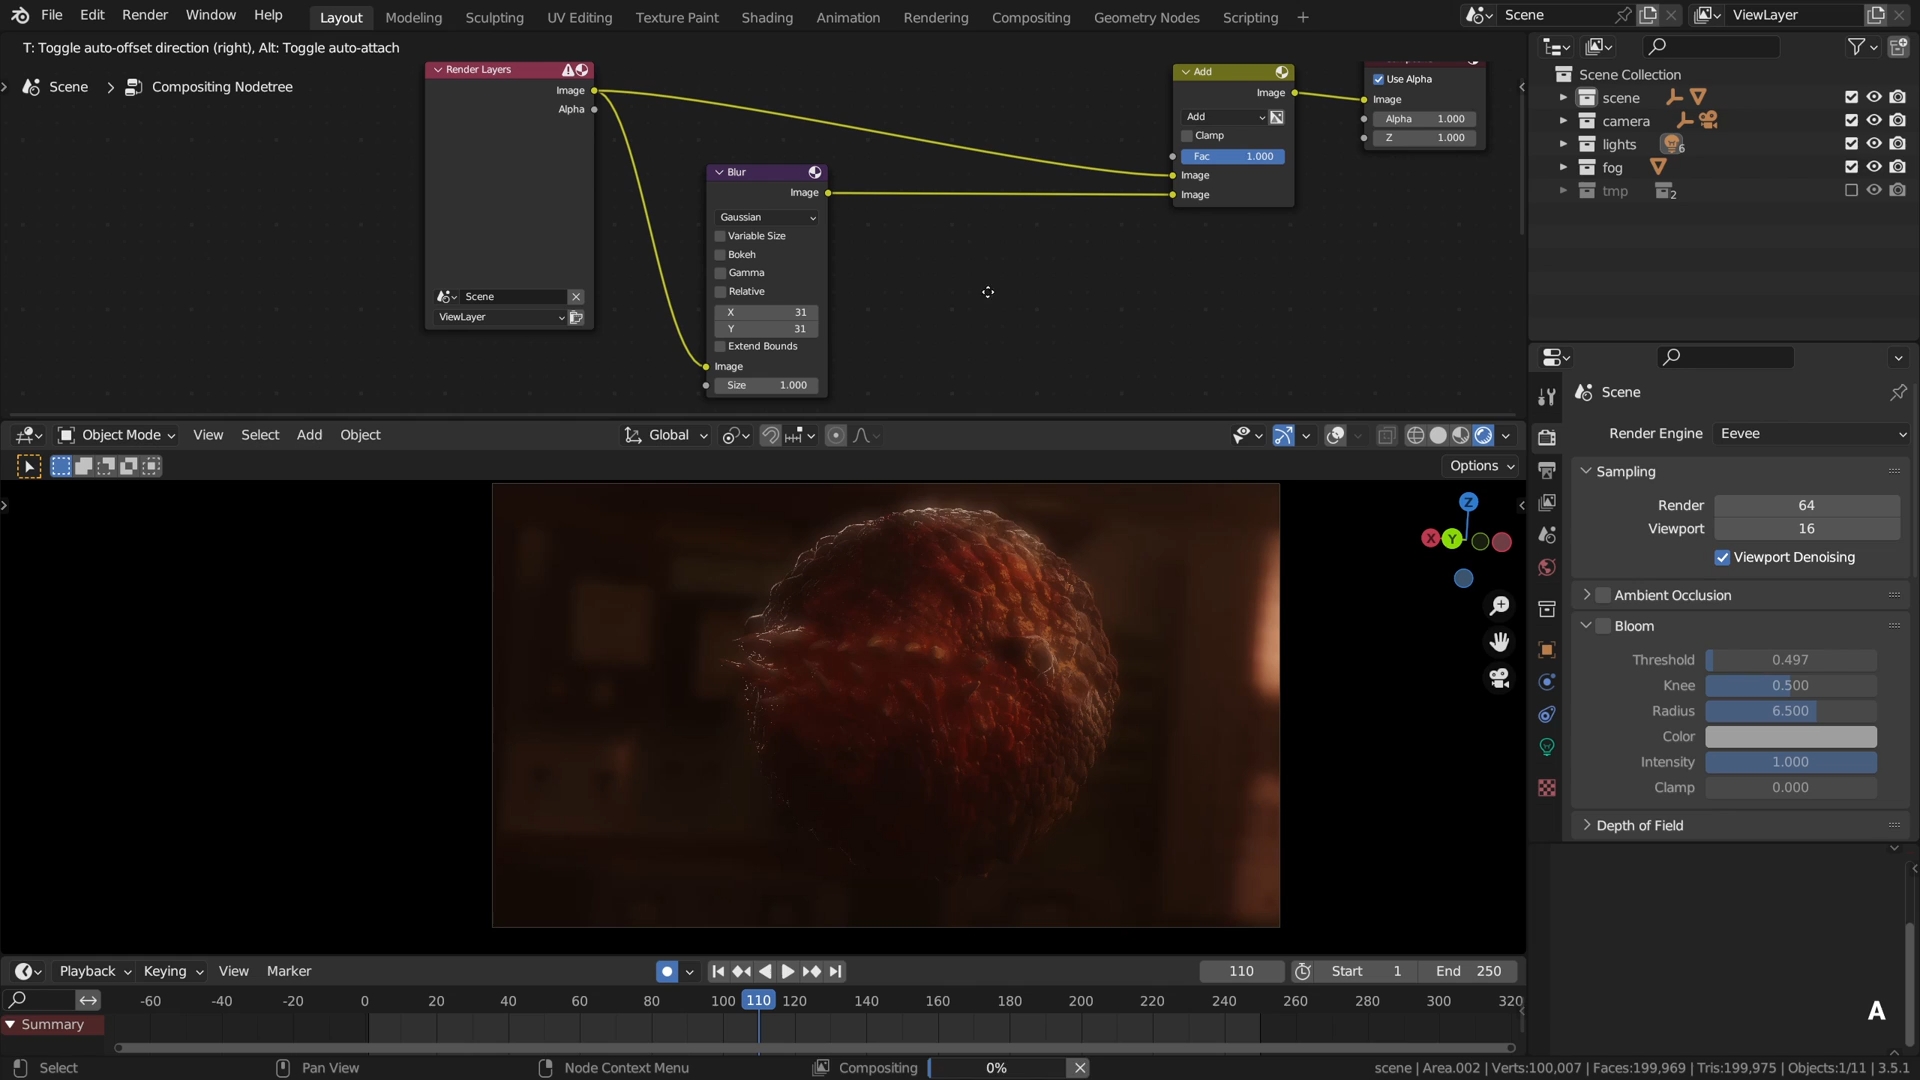 File Edit Render Window Help Layout Modeling Sculpting UV Editing Texture Paint Shading Animation Rendering Compositing Geometry Nodes Scripting + Scene ViewLayer
T: Toggle auto-offset direction (right), Alt: Toggle auto-attach
Scene > Compositing Nodetree
Render Layers
Image
Alpha
Scene
ViewLayer
Blur
Image
Gaussian
Variable Size
Bokeh
Gamma
Relative
X 31
Y 31
Extend Bounds
Image
Size 1.000
Add
Image
Add
Clamp
Fac 1.000
Image
Image
Use Alpha
Image
Alpha 1.000
Z 1.000
Scene Collection
scene
camera
lights 6
fog
tmp 2
Object Mode View Select Add Object Global
Options
Z
X Y
Scene
Render Engine Eevee
Sampling
Render 64
Viewport 16
Viewport Denoising
Ambient Occlusion
Bloom
Threshold 0.497
Knee 0.500
Radius 6.500
Color
Intensity 1.000
Clamp 0.000
Depth of Field
Playback Keying View Marker 110 Start 1 End 250
-60 -40 -20 0 20 40 60 80 100 110 120 140 160 180 200 220 240 260 280 300 320
Summary
A
Select Pan View Node Context Menu Compositing 0% scene | Area.002 | Verts:100,007 | Faces:199,969 | Tris:199,975 | Objects:1/11 | 3.5.1